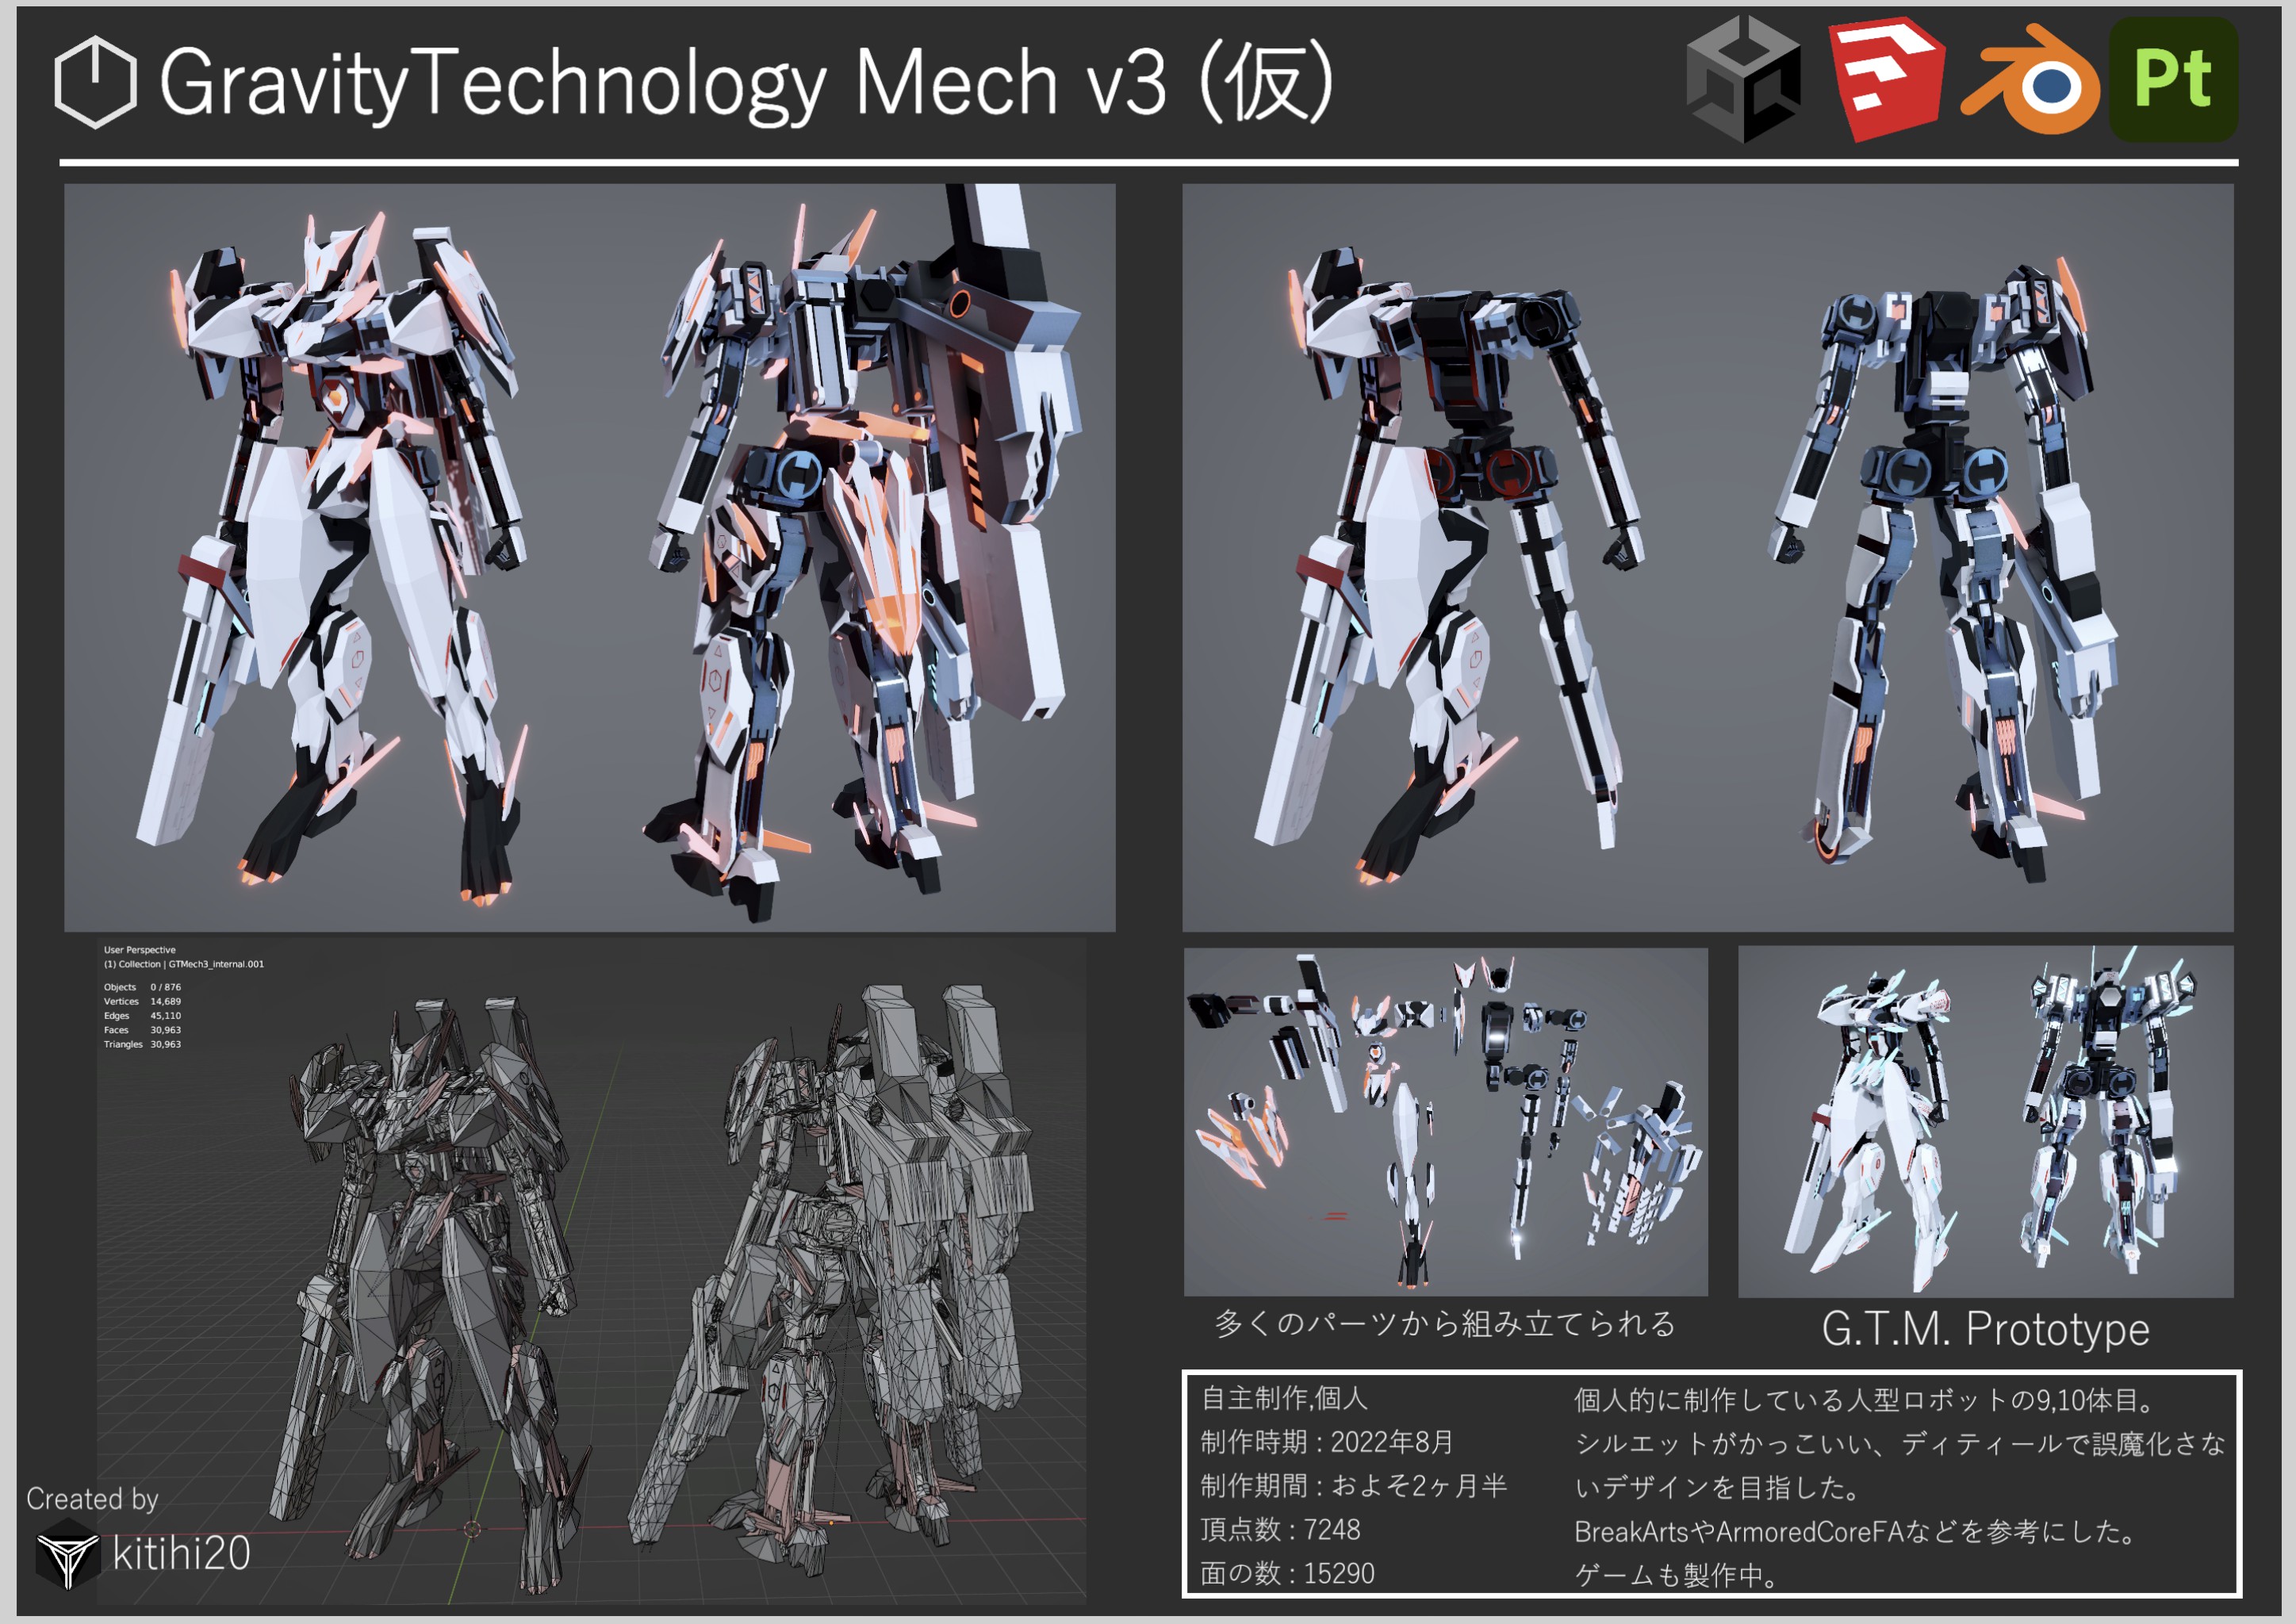 GravityTechnology Mech v3 (仮)
Pt
User Perspective
(1) Collection | GTMech3_internal.001
Objects 0 / 876
Vertices 14,689
Edges 45,110
Faces 30,963
Triangles 30,963
多くのパーツから組み立てられる
G.T.M. Prototype
自主制作,個人
制作時期 : 2022年8月
制作期間 : およそ2ヶ月半
頂点数 : 7248
面の数 : 15290
個人的に制作している人型ロボットの9,10体目。
シルエットがかっこいい、ディティールで誤魔化さな
いデザインを目指した。
BreakArtsやArmoredCoreFAなどを参考にした。
ゲームも製作中。
Created by
kitihi20